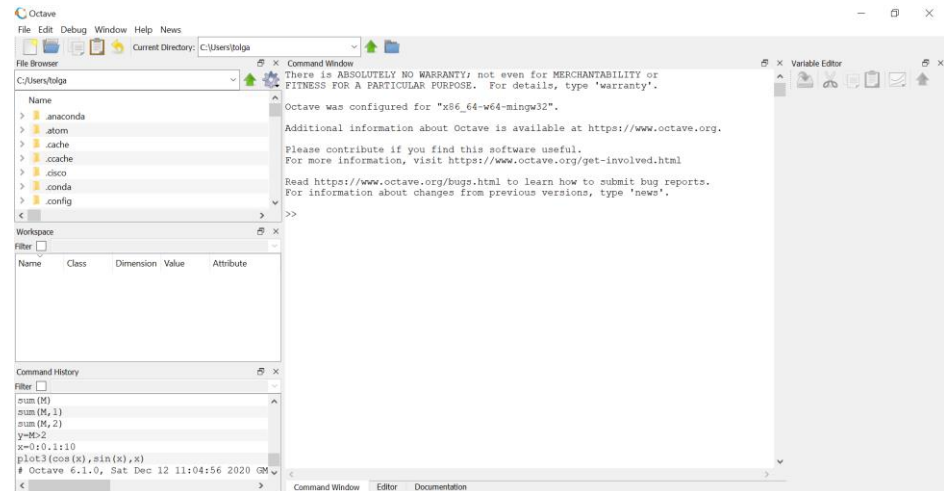 Octave
File Edit Debug Window Help News
Current Directory: C:\Users\tolga
File Browser
C:/Users/tolga
Name
.anaconda
.atom
.cache
.ccache
.cisco
.conda
.config
Workspace
Filter
Name Class Dimension Value Attribute
Command History
Filter
sum(M)
sum(M,1)
sum(M,2)
y=M>2
x=0:0.1:10
plot3(cos(x),sin(x),x)
# Octave 6.1.0, Sat Dec 12 11:04:56 2020 GM
Command Window
There is ABSOLUTELY NO WARRANTY; not even for MERCHANTABILITY or
FITNESS FOR A PARTICULAR PURPOSE. For details, type 'warranty'.
Octave was configured for "x86_64-w64-mingw32".
Additional information about Octave is available at https://www.octave.org.
Please contribute if you find this software useful.
For more information, visit https://www.octave.org/get-involved.html
Read https://www.octave.org/bugs.html to learn how to submit bug reports.
For information about changes from previous versions, type 'news'.
>>
Command Window Editor Documentation
Variable Editor